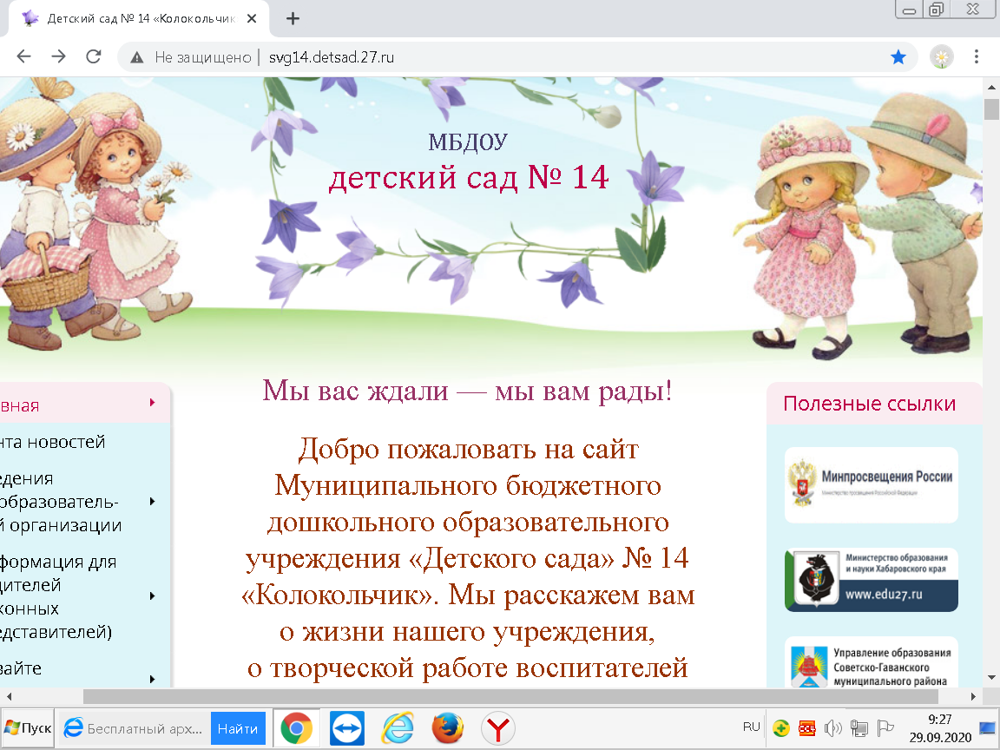 Детский сад № 14 «Колокольчик
Не защищено
svg14.detsad.27.ru
МБДОУ
детский сад № 14
вная
нта новостей
едения
образователь-
й организации
формация для
дителей
конных
едставителей)
вайте
Мы вас ждали — мы вам рады!
Добро пожаловать на сайт
Муниципального бюджетного
дошкольного образовательного
учреждения «Детского сада» № 14
«Колокольчик». Мы расскажем вам
о жизни нашего учреждения,
о творческой работе воспитателей
Полезные ссылки
Минпросвещения России
Министерство просвещения Российской Федерации
Министерство образования
и науки Хабаровского края
www.edu27.ru
Управление образования
Советско-Гаванского
муниципального района
Пуск
Бесплатный арх...
Найти
RU
9:27
29.09.2020